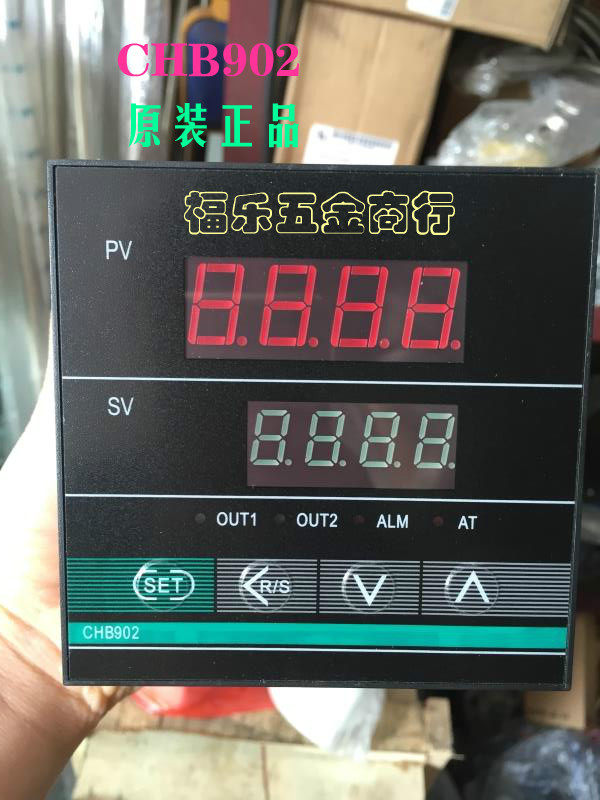 CHB902
原装正品
福乐五金商行
PV
8.8.8.8.
SV
8.8.8.8.
OUT1 OUT2 ALM AT
SET <R/S ∨ ∧
CHB902